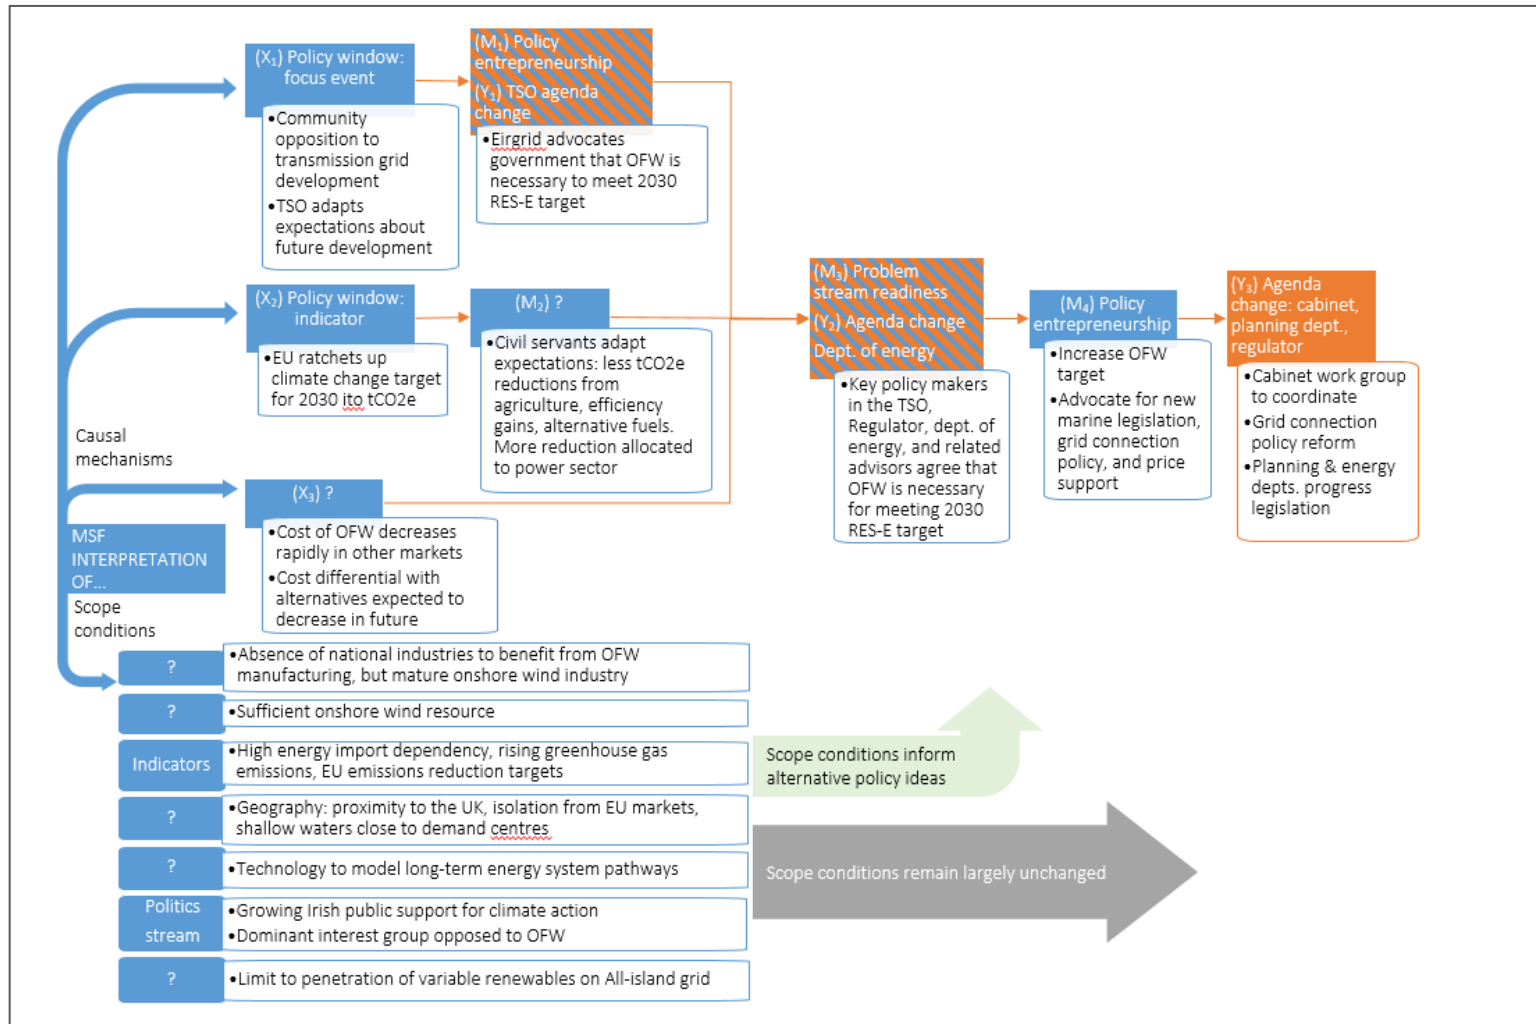 (X₁) Policy window:
focus event
•Community
opposition to
transmission grid
development
•TSO adapts
expectations about
future development
(M₁) Policy
entrepreneurship
(Y₁) TSO agenda
change
•Eirgrid advocates
government that OFW is
necessary to meet 2030
RES-E target
(X₂) Policy window:
indicator
•EU ratchets up
climate change target
for 2030 ito tCO2e
(M₂) ?
•Civil servants adapt
expectations: less tCO2e
reductions from
agriculture, efficiency
gains, alternative fuels.
More reduction allocated
to power sector
(X₃) ?
•Cost of OFW decreases
rapidly in other markets
•Cost differential with
alternatives expected to
decrease in future
(M₃) Problem
stream readiness
(Y₂) Agenda change
Dept. of energy
•Key policy makers
in the TSO,
Regulator, dept. of
energy, and related
advisors agree that
OFW is necessary
for meeting 2030
RES-E target
(M₄) Policy
entrepreneurship
•Increase OFW
target
•Advocate for new
marine legislation,
grid connection
policy, and price
support
(Y₃) Agenda
change: cabinet,
planning dept.,
regulator
•Cabinet work group
to coordinate
•Grid connection
policy reform
•Planning & energy
depts. progress
legislation
Causal
mechanisms
MSF
INTERPRETATION
OF...
Scope
conditions
?
•Absence of national industries to benefit from OFW
manufacturing, but mature onshore wind industry
?
•Sufficient onshore wind resource
Indicators
•High energy import dependency, rising greenhouse gas
emissions, EU emissions reduction targets
?
•Geography: proximity to the UK, isolation from EU markets,
shallow waters close to demand centres
?
•Technology to model long-term energy system pathways
Politics
stream
•Growing Irish public support for climate action
•Dominant interest group opposed to OFW
?
•Limit to penetration of variable renewables on All-island grid
Scope conditions inform
alternative policy ideas
Scope conditions remain largely unchanged